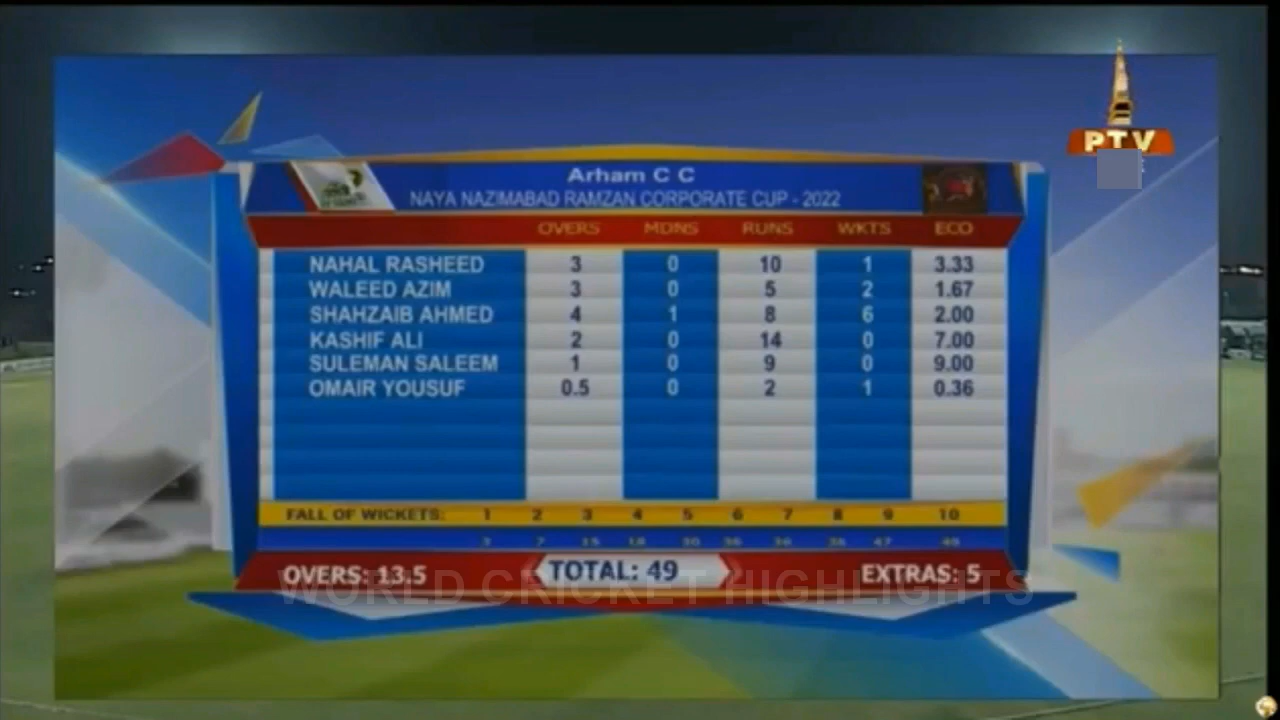 PTV
Arham C C
NAYA NAZIMABAD RAMZAN CORPORATE CUP - 2022
OVERS MDNS RUNS WKTS ECO
NAHAL RASHEED 3 0 10 1 3.33
WALEED AZIM 3 0 5 2 1.67
SHAHZAIB AHMED 4 1 8 6 2.00
KASHIF ALI 2 0 14 0 7.00
SULEMAN SALEEM 1 0 9 0 9.00
OMAIR YOUSUF 0.5 0 2 1 0.36
FALL OF WICKETS: 1 2 3 4 5 6 7 8 9 10
3 7 47
OVERS: 13.5 TOTAL: 49 EXTRAS: 5
WORLD CRICKET HIGHLIGHTS